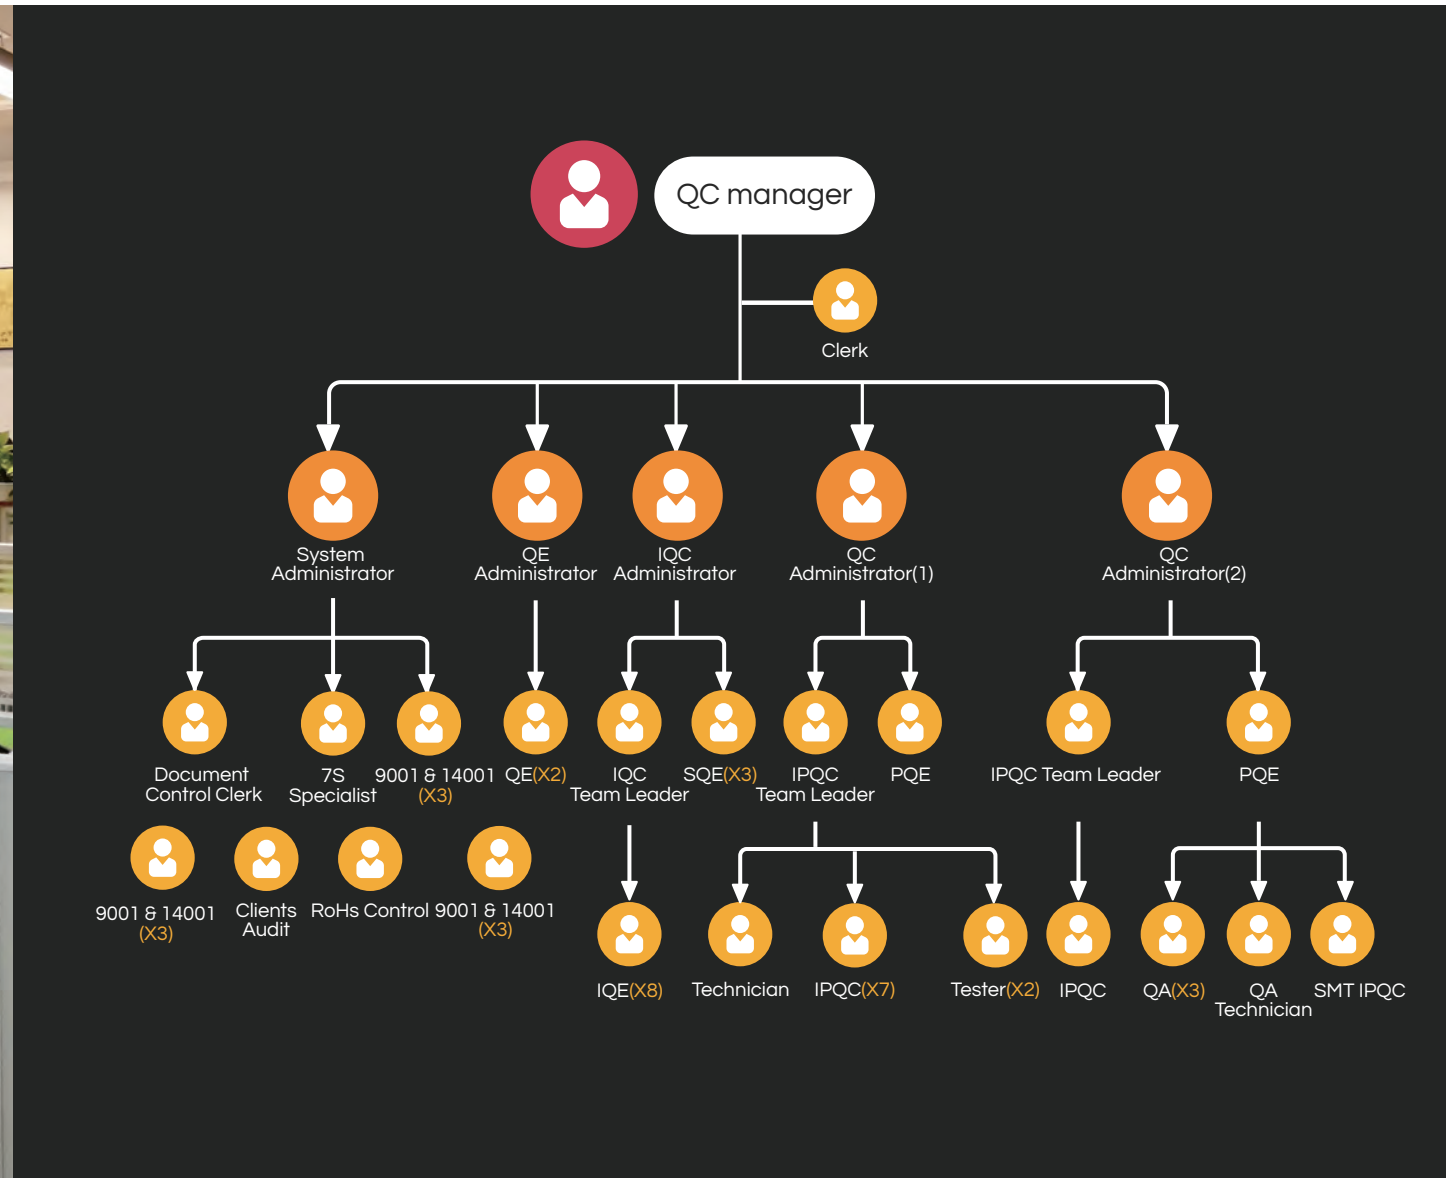 QC manager
Clerk
System
Administrator
QE
Administrator
IQC
Administrator
QC
Administrator(1)
QC
Administrator(2)
Document
Control Clerk
7S
Specialist
9001 & 14001
(X3)
QE(X2)
IQC
Team Leader
SQE(X3)
IPQC
Team Leader
PQE
IPQC Team Leader
PQE
9001 & 14001
(X3)
Clients
Audit
RoHs Control
9001 & 14001
(X3)
IQE(X8)
Technician
IPQC(X7)
Tester(X2)
IPQC
QA(X3)
QA
Technician
SMT IPQC